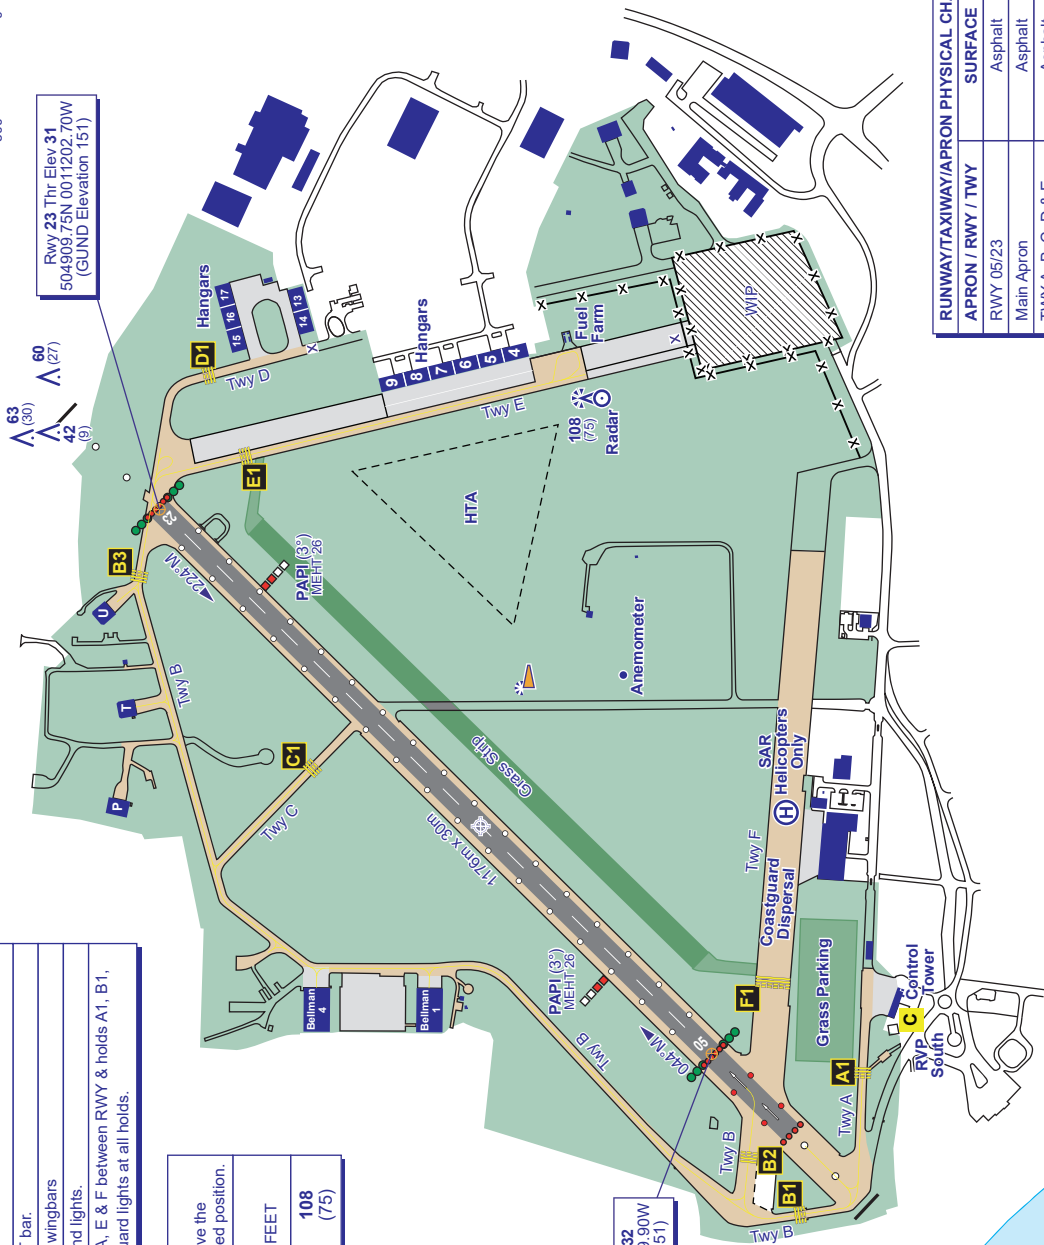 Rwy 23 Thr Elev 31
504909.75N 0011202.70W
(GUND Elevation 151)
63
(30)
60
(27)
42
(9)
RUNWAY/TAXIWAY/APRON PHYSICAL
APRON / RWY / TWY
SURFACE
RWY 05/23
Asphalt
Main Apron
Asphalt
Hangars
15
16
17
14
13
D1
Twy D
Hangars
9
8
7
6
5
4
Fuel
Farm
WIP
Twy E
108
(75)
Radar
E1
HTA
B3
U
23
224°M
PAPI (3°)
MEHT 26
T
Twy B
P
C1
Twy C
Grass Strip
Anemometer
1176m x 30m
SAR
Helicopters
Only
H
Twy F
Coastguard
Dispersal
Bellman
4
Bellman
1
PAPI (3°)
MEHT 26
Twy B
F1
Grass Parking
044°M
05
Control
Tower
C
RVP
South
A1
Twy A
Twy B
B2
B1
Twy B
bar.
wingbars
lights.
A, E & F between RWY & holds A1, B1,
guard lights at all holds.
the
position.
FEET
108
(75)
32